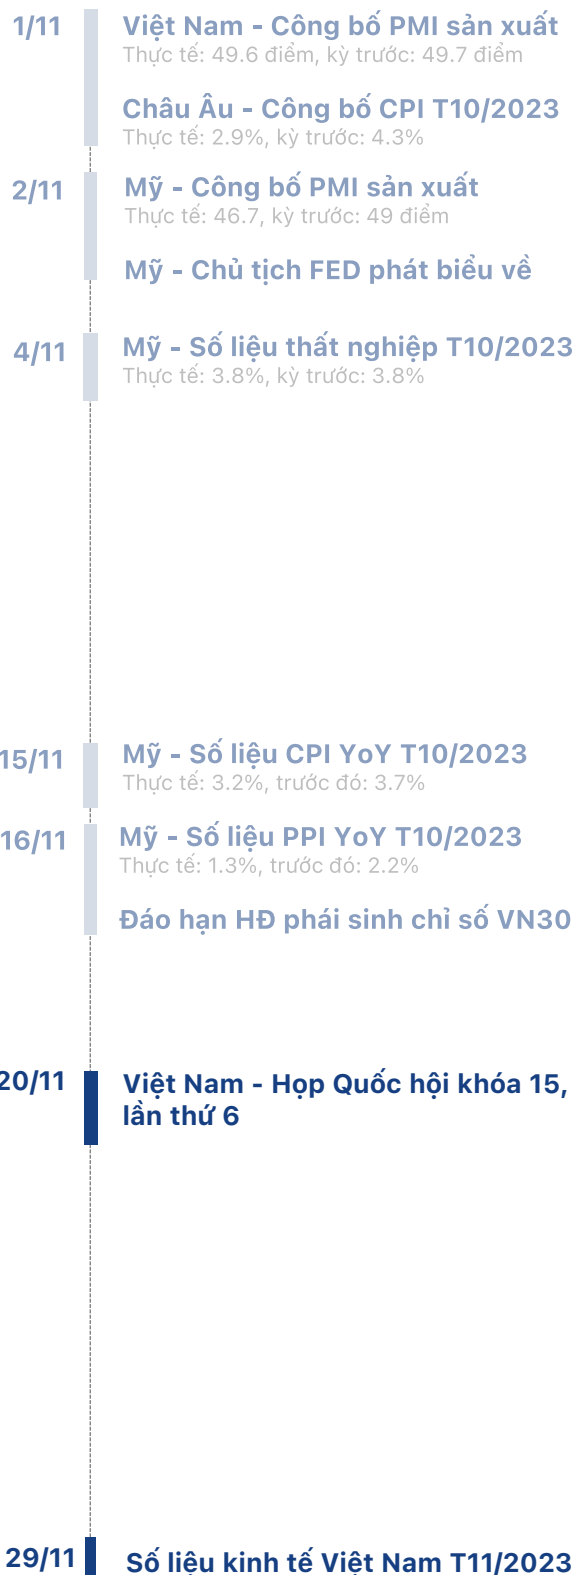 1/11
Việt Nam - Công bố PMI sản xuất
Thực tế: 49.6 điểm, kỳ trước: 49.7 điểm
Châu Âu - Công bố CPI T10/2023
Thực tế: 2.9%, kỳ trước: 4.3%
2/11
Mỹ - Công bố PMI sản xuất
Thực tế: 46.7, kỳ trước: 49 điểm
Mỹ - Chủ tịch FED phát biểu về
4/11
Mỹ - Số liệu thất nghiệp T10/2023
Thực tế: 3.8%, kỳ trước: 3.8%
15/11
Mỹ - Số liệu CPI YoY T10/2023
Thực tế: 3.2%, trước đó: 3.7%
16/11
Mỹ - Số liệu PPI YoY T10/2023
Thực tế: 1.3%, trước đó: 2.2%
Đáo hạn HĐ phái sinh chỉ số VN30
20/11
Việt Nam - Họp Quốc hội khóa 15,
lần thứ 6
29/11
Số liệu kinh tế Việt Nam T11/2023